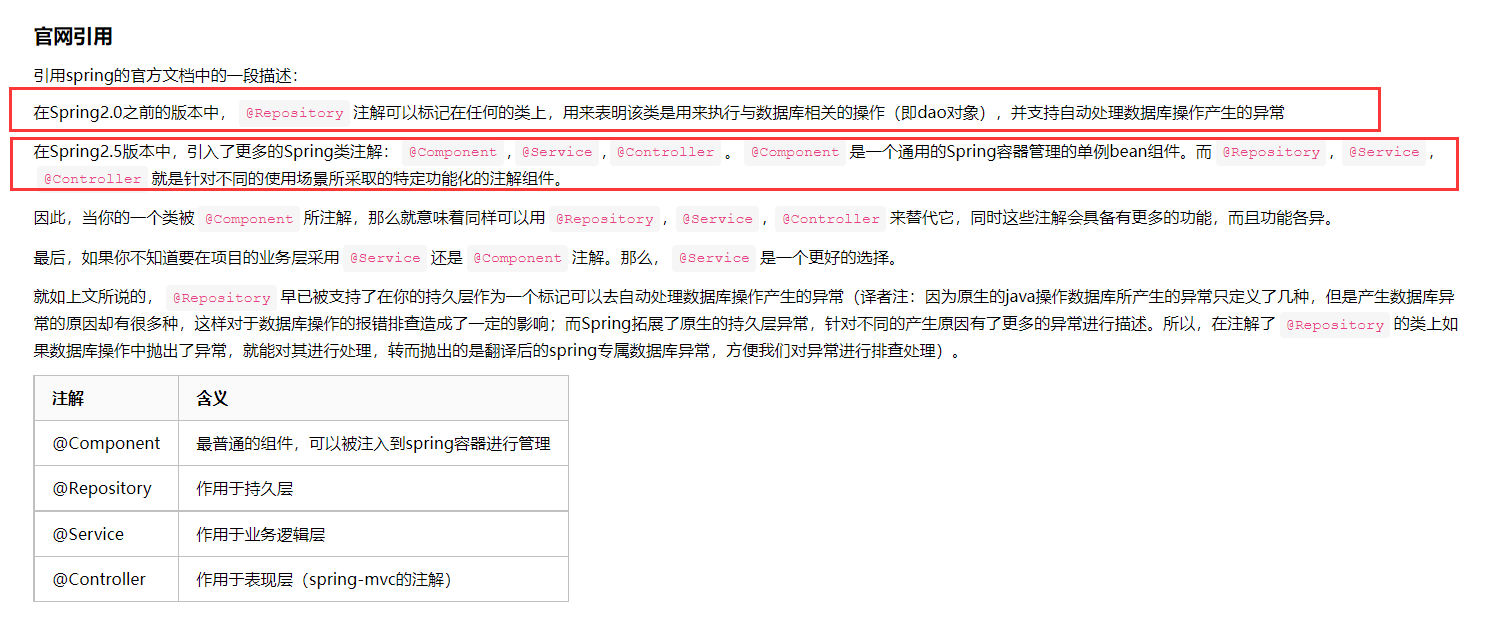 官网引用
引用spring的官方文档中的一段描述：
在Spring2.0之前的版本中， @Repository 注解可以标记在任何的类上，用来表明该类是用来执行与数据库相关的操作（即dao对象），并支持自动处理数据库操作产生的异常
在Spring2.5版本中，引入了更多的Spring类注解： @Component ,@Service ,@Controller 。 @Component 是一个通用的Spring容器管理的单例bean组件。而 @Repository , @Service ,
@Controller 就是针对不同的使用场景所采取的特定功能化的注解组件。
因此，当你的一个类被 @Component 所注解，那么就意味着同样可以用 @Repository , @Service , @Controller 来替代它，同时这些注解会具备有更多的功能，而且功能各异。
最后，如果你不知道要在项目的业务层采用 @Service 还是 @Component 注解。那么， @Service 是一个更好的选择。
就如上文所说的， @Repository 早已被支持了在你的持久层作为一个标记可以去自动处理数据库操作产生的异常（译者注：因为原生的java操作数据库所产生的异常只定义了几种，但是产生数据库异
常的原因却有很多种，这样对于数据库操作的报错排查造成了一定的影响；而Spring拓展了原生的持久层异常，针对不同的产生原因有了更多的异常进行描述。所以，在注解了 @Repository 的类上如
果数据库操作中抛出了异常，就能对其进行处理，转而抛出的是翻译后的spring专属数据库异常，方便我们对异常进行排查处理）。
注解 含义
@Component 最普通的组件，可以被注入到spring容器进行管理
@Repository 作用于持久层
@Service 作用于业务逻辑层
@Controller 作用于表现层（spring-mvc的注解）